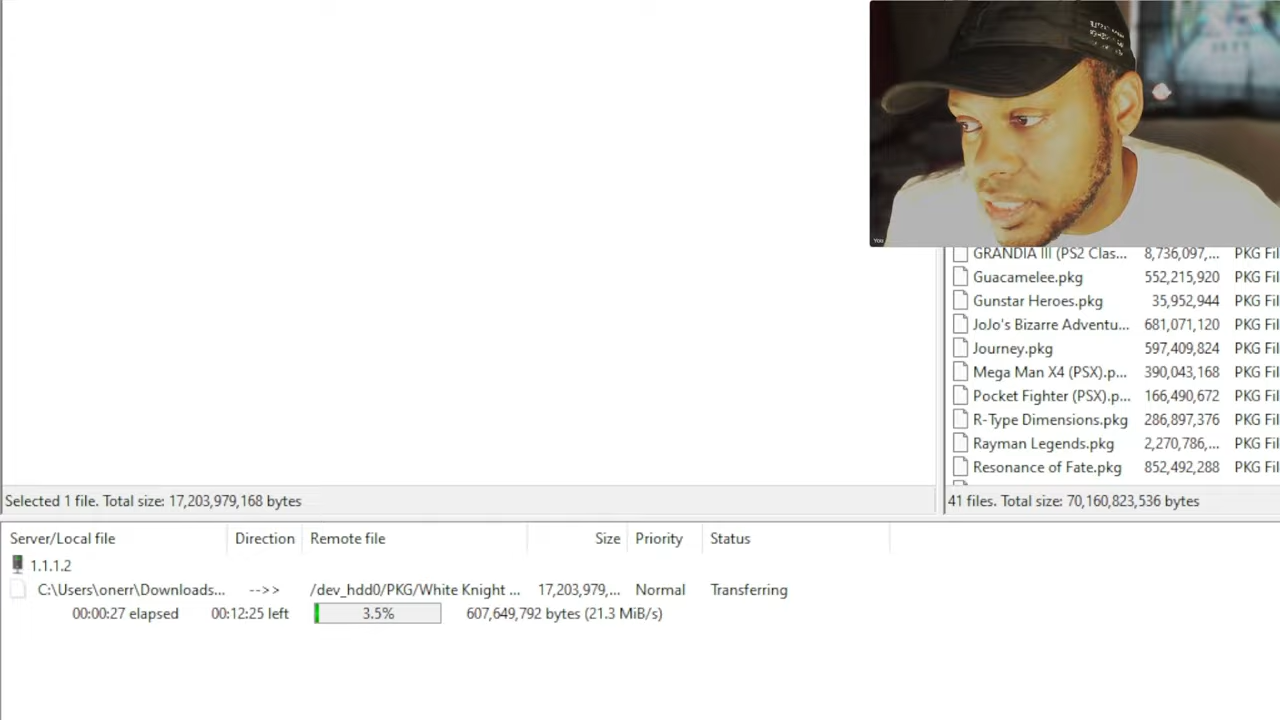 You
GRANDIA III (PS2 Clas... 8,736,097,... PKG Fil
Guacamelee.pkg 552,215,920 PKG Fil
Gunstar Heroes.pkg 35,952,944 PKG Fil
JoJo's Bizarre Adventu... 681,071,120 PKG Fil
Journey.pkg 597,409,824 PKG Fil
Mega Man X4 (PSX).p... 390,043,168 PKG Fil
Pocket Fighter (PSX).p... 166,490,672 PKG Fil
R-Type Dimensions.pkg 286,897,376 PKG Fil
Rayman Legends.pkg 2,270,786,... PKG Fil
Resonance of Fate.pkg 852,492,288 PKG Fil
Selected 1 file. Total size: 17,203,979,168 bytes
41 files. Total size: 70,160,823,536 bytes
Server/Local file Direction Remote file Size Priority Status
1.1.1.2
C:\Users\onerr\Downloads... -->> /dev_hdd0/PKG/White Knight ... 17,203,979,... Normal Transferring
00:00:27 elapsed 00:12:25 left 3.5% 607,649,792 bytes (21.3 MiB/s)